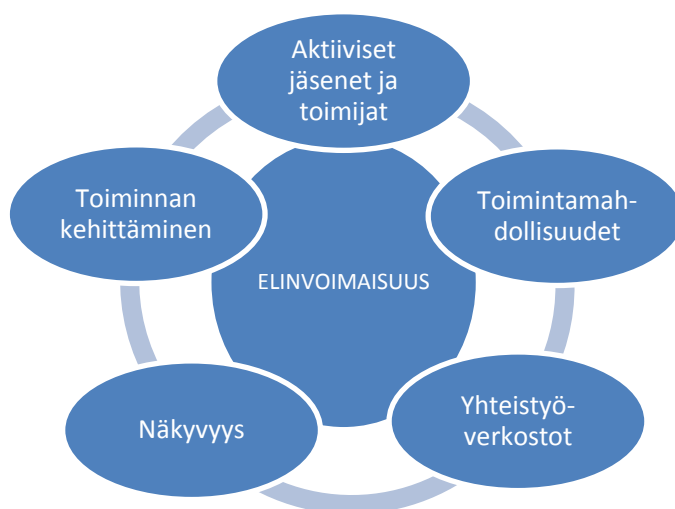 Aktiiviset
jäsenet ja
toimijat
Toiminnan
kehittäminen
Toimintamah-
dollisuudet
ELINVOIMAISUUS
Näkyvyys
Yhteistyö-
verkostot